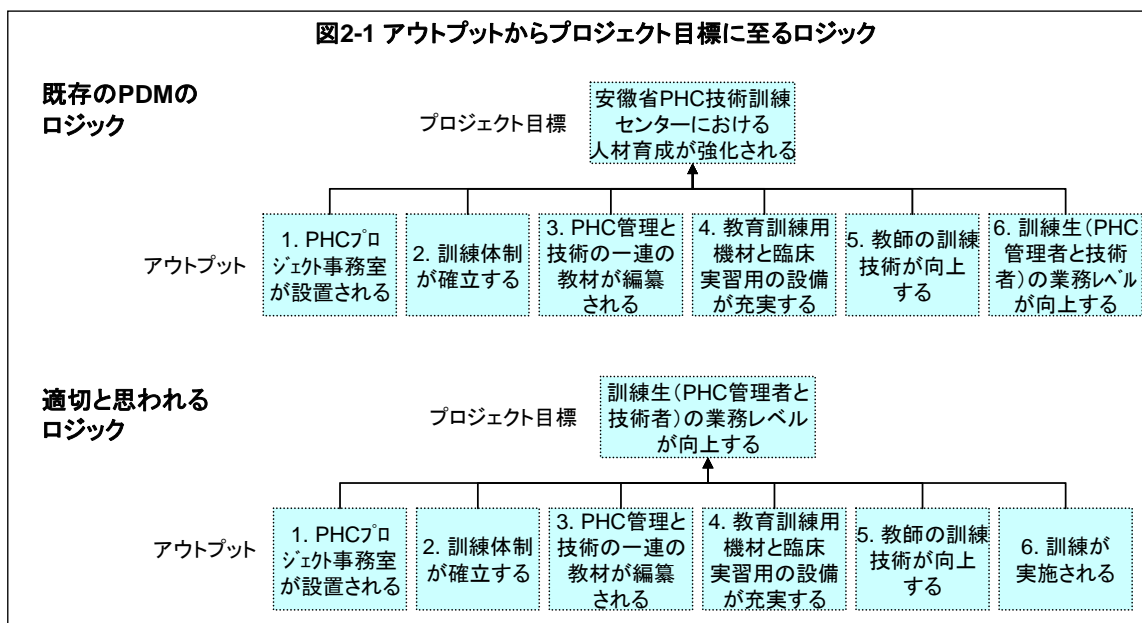 図2-1 アウトプットからプロジェクト目標に至るロジック
既存のPDMの
ロジック
プロジェクト目標
安徽省PHC技術訓練
センターにおける
人材育成が強化される
アウトプット
1. PHCﾌﾟﾛ
ｼﾞｪｸﾄ事務室
が設置される
2. 訓練体制
が確立する
3. PHC管理と
技術の一連の
教材が編纂
される
4. 教育訓練用
機材と臨床
実習用の設備
が充実する
5. 教師の訓練
技術が向上
する
6. 訓練生(PHC
管理者と技術
者)の業務ﾚﾍﾞﾙ
が向上する
適切と思われる
ロジック
プロジェクト目標
訓練生(PHC管理者と
技術者)の業務レベル
が向上する
アウトプット
1. PHCﾌﾟﾛ
ｼﾞｪｸﾄ事務室
が設置される
2. 訓練体制
が確立する
3. PHC管理と
技術の一連の
教材が編纂
される
4. 教育訓練用
機材と臨床
実習用の設備
が充実する
5. 教師の訓練
技術が向上
する
6. 訓練が
実施される